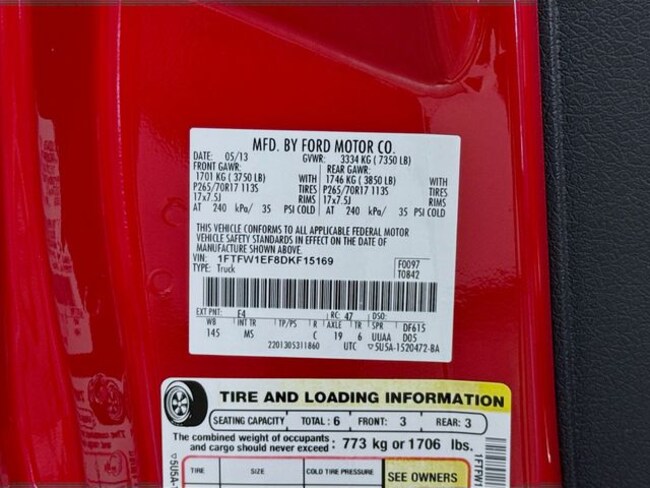 MFD. BY FORD MOTOR CO.
DATE: 05/13 GVWR: 3334 KG ( 7350 LB)
FRONT GAWR: REAR GAWR:
1701 KG ( 3750 LB) WITH 1746 KG ( 3850 LB) WITH
P265/70R17 113S TIRES P265/70R17 113S TIRES
17x7.5J RIMS 17x7.5J RIMS
AT 240 kPa/ 35 PSI COLD AT 240 kPa/ 35 PSI COLD
THIS VEHICLE CONFORMS TO ALL APPLICABLE FEDERAL MOTOR
VEHICLE SAFETY STANDARDS IN EFFECT ON THE DATE OF
MANUFACTURE SHOWN ABOVE.
VIN: 1FTFW1EF8DKF15169 F0097
TYPE: Truck T0842
EXT PNT: E4 RC: 47 DSO:
WB INT TR TP/PS R AXLE TR SPR DF615
145 MS C 19 6 UUAA D05
2201305311860 UTC 5U5A-1520472-BA
TIRE AND LOADING INFORMATION
SEATING CAPACITY TOTAL : 6 FRONT: 3 REAR: 3
The combined weight of occupants
and cargo should never exceed : 773 kg or 1706 lbs.
TIRE SIZE COLD TIRE PRESSURE SEE OWNERS
5U5A-1
1FTFW1